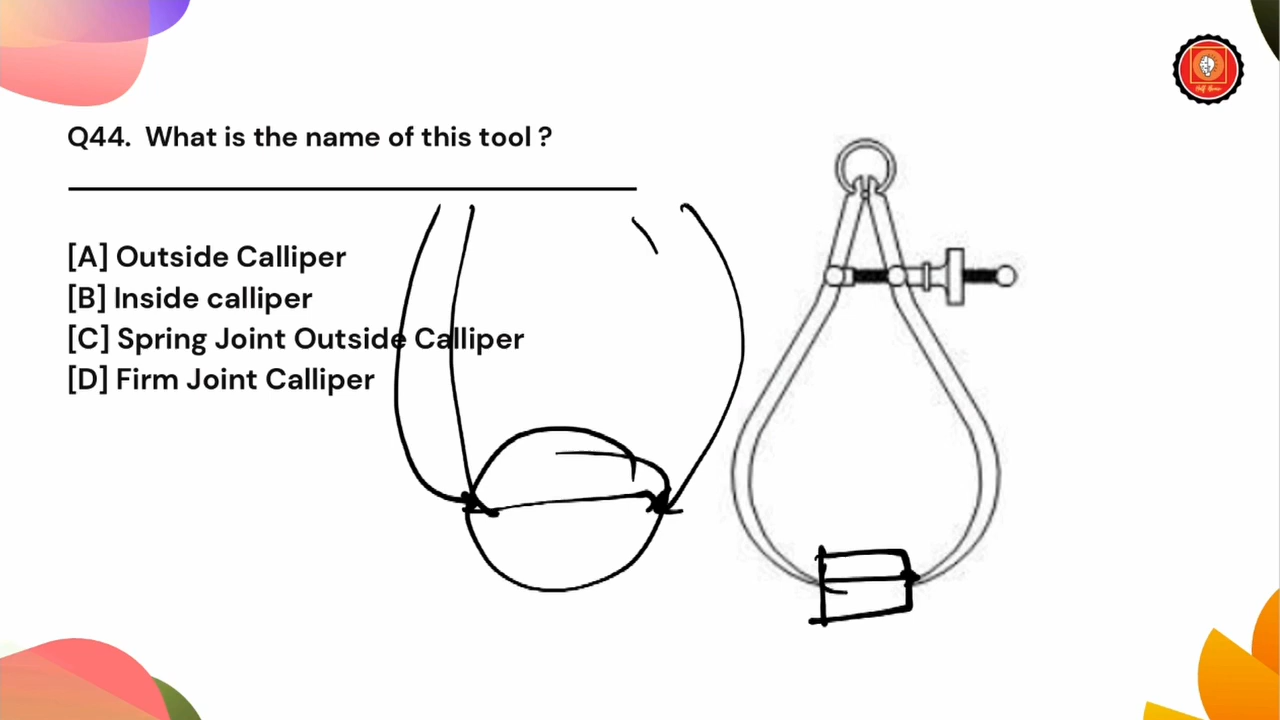 Q44. What is the name of this tool ?
[A] Outside Calliper
[B] Inside calliper
[C] Spring Joint Outside Calliper
[D] Firm Joint Calliper